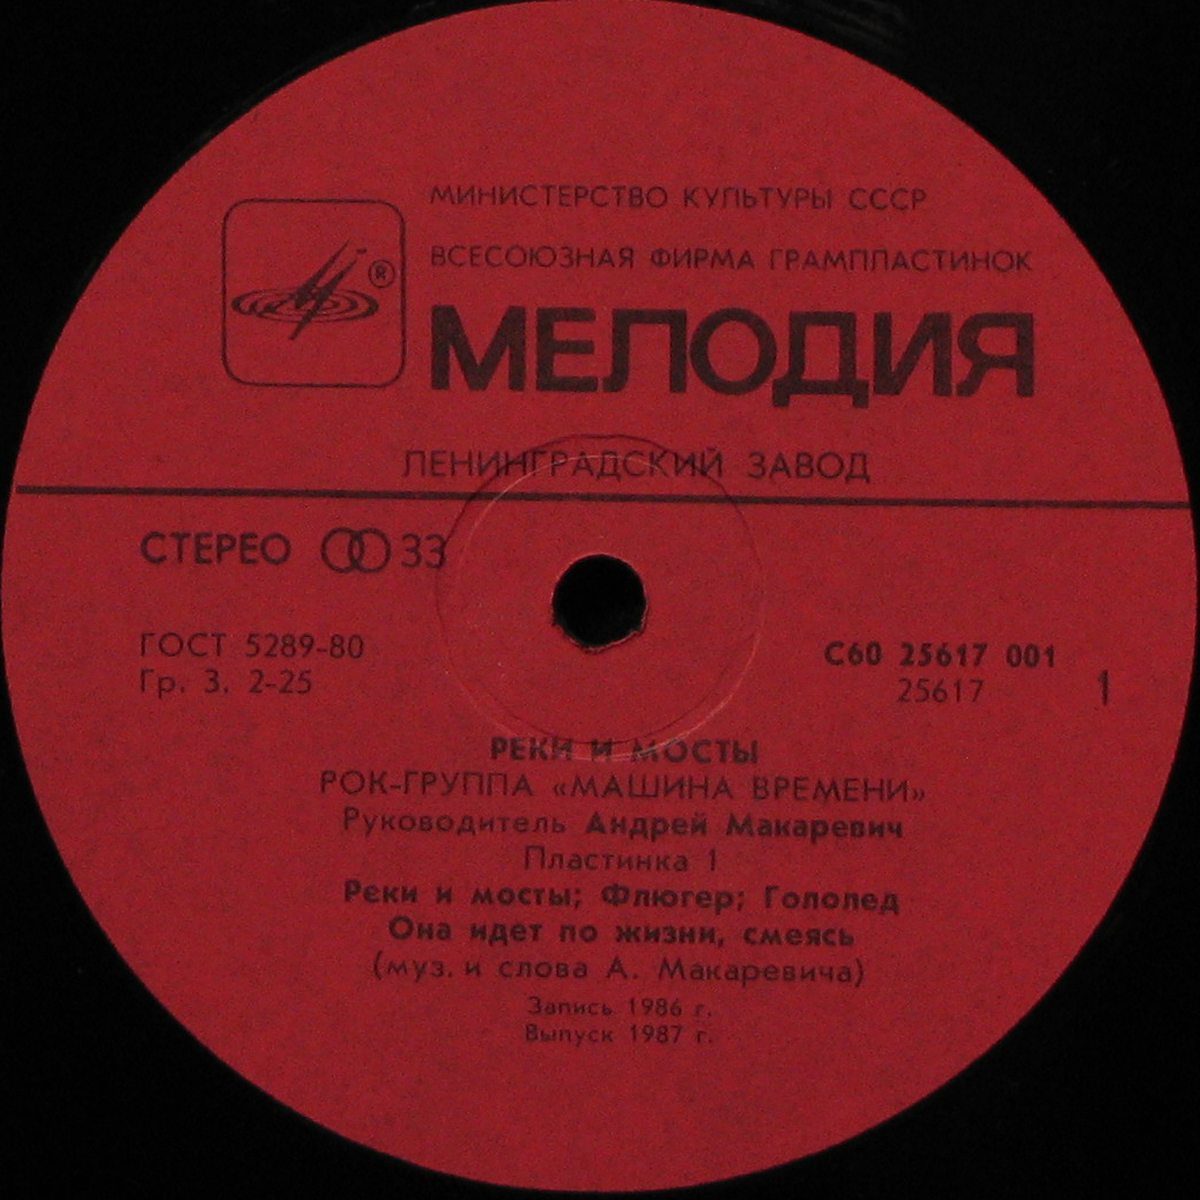 МИНИСТЕРСТВО КУЛЬТУРЫ СССР
ВСЕСОЮЗНАЯ ФИРМА ГРАМПЛАСТИНОК
®
МЕЛОДИЯ
ЛЕНИНГРАДСКИЙ ЗАВОД
СТЕРЕО 33
ГОСТ 5289-80
Гр. 3. 2-25
С60 25617 001
25617
1
РЕКИ И МОСТЫ
РОК-ГРУППА «МАШИНА ВРЕМЕНИ»
Руководитель Андрей Макаревич
Пластинка 1
Реки и мосты; Флюгер; Гололед
Она идет по жизни, смеясь
(муз. и слова А. Макаревича)
Запись 1986 г.
Выпуск 1987 г.